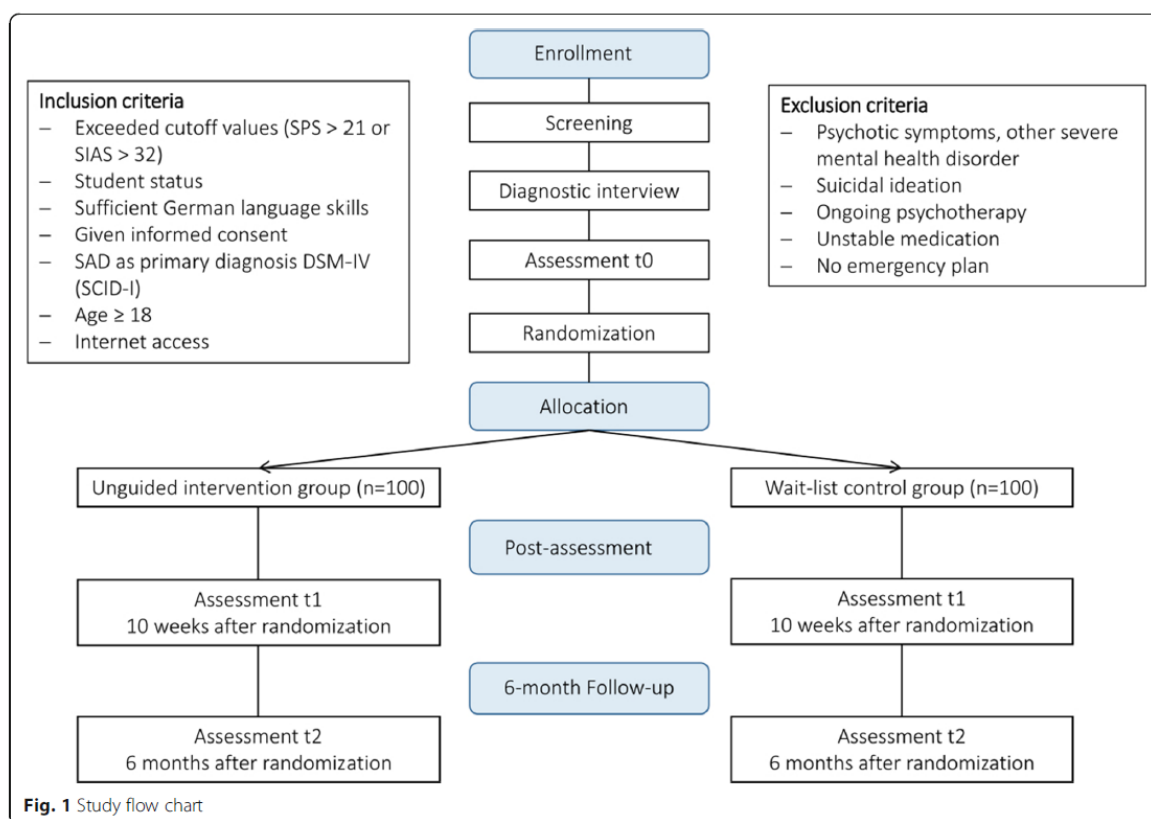 Enrollment
Inclusion criteria
– Exceeded cutoff values (SPS > 21 or
SIAS > 32)
– Student status
– Sufficient German language skills
– Given informed consent
– SAD as primary diagnosis DSM-IV
(SCID-I)
– Age ≥ 18
– Internet access
Screening
Diagnostic interview
Assessment t0
Randomization
Exclusion criteria
– Psychotic symptoms, other severe
mental health disorder
– Suicidal ideation
– Ongoing psychotherapy
– Unstable medication
– No emergency plan
Allocation
Unguided intervention group (n=100)
Wait-list control group (n=100)
Post-assessment
Assessment t1
10 weeks after randomization
Assessment t1
10 weeks after randomization
6-month Follow-up
Assessment t2
6 months after randomization
Assessment t2
6 months after randomization
Fig. 1 Study flow chart